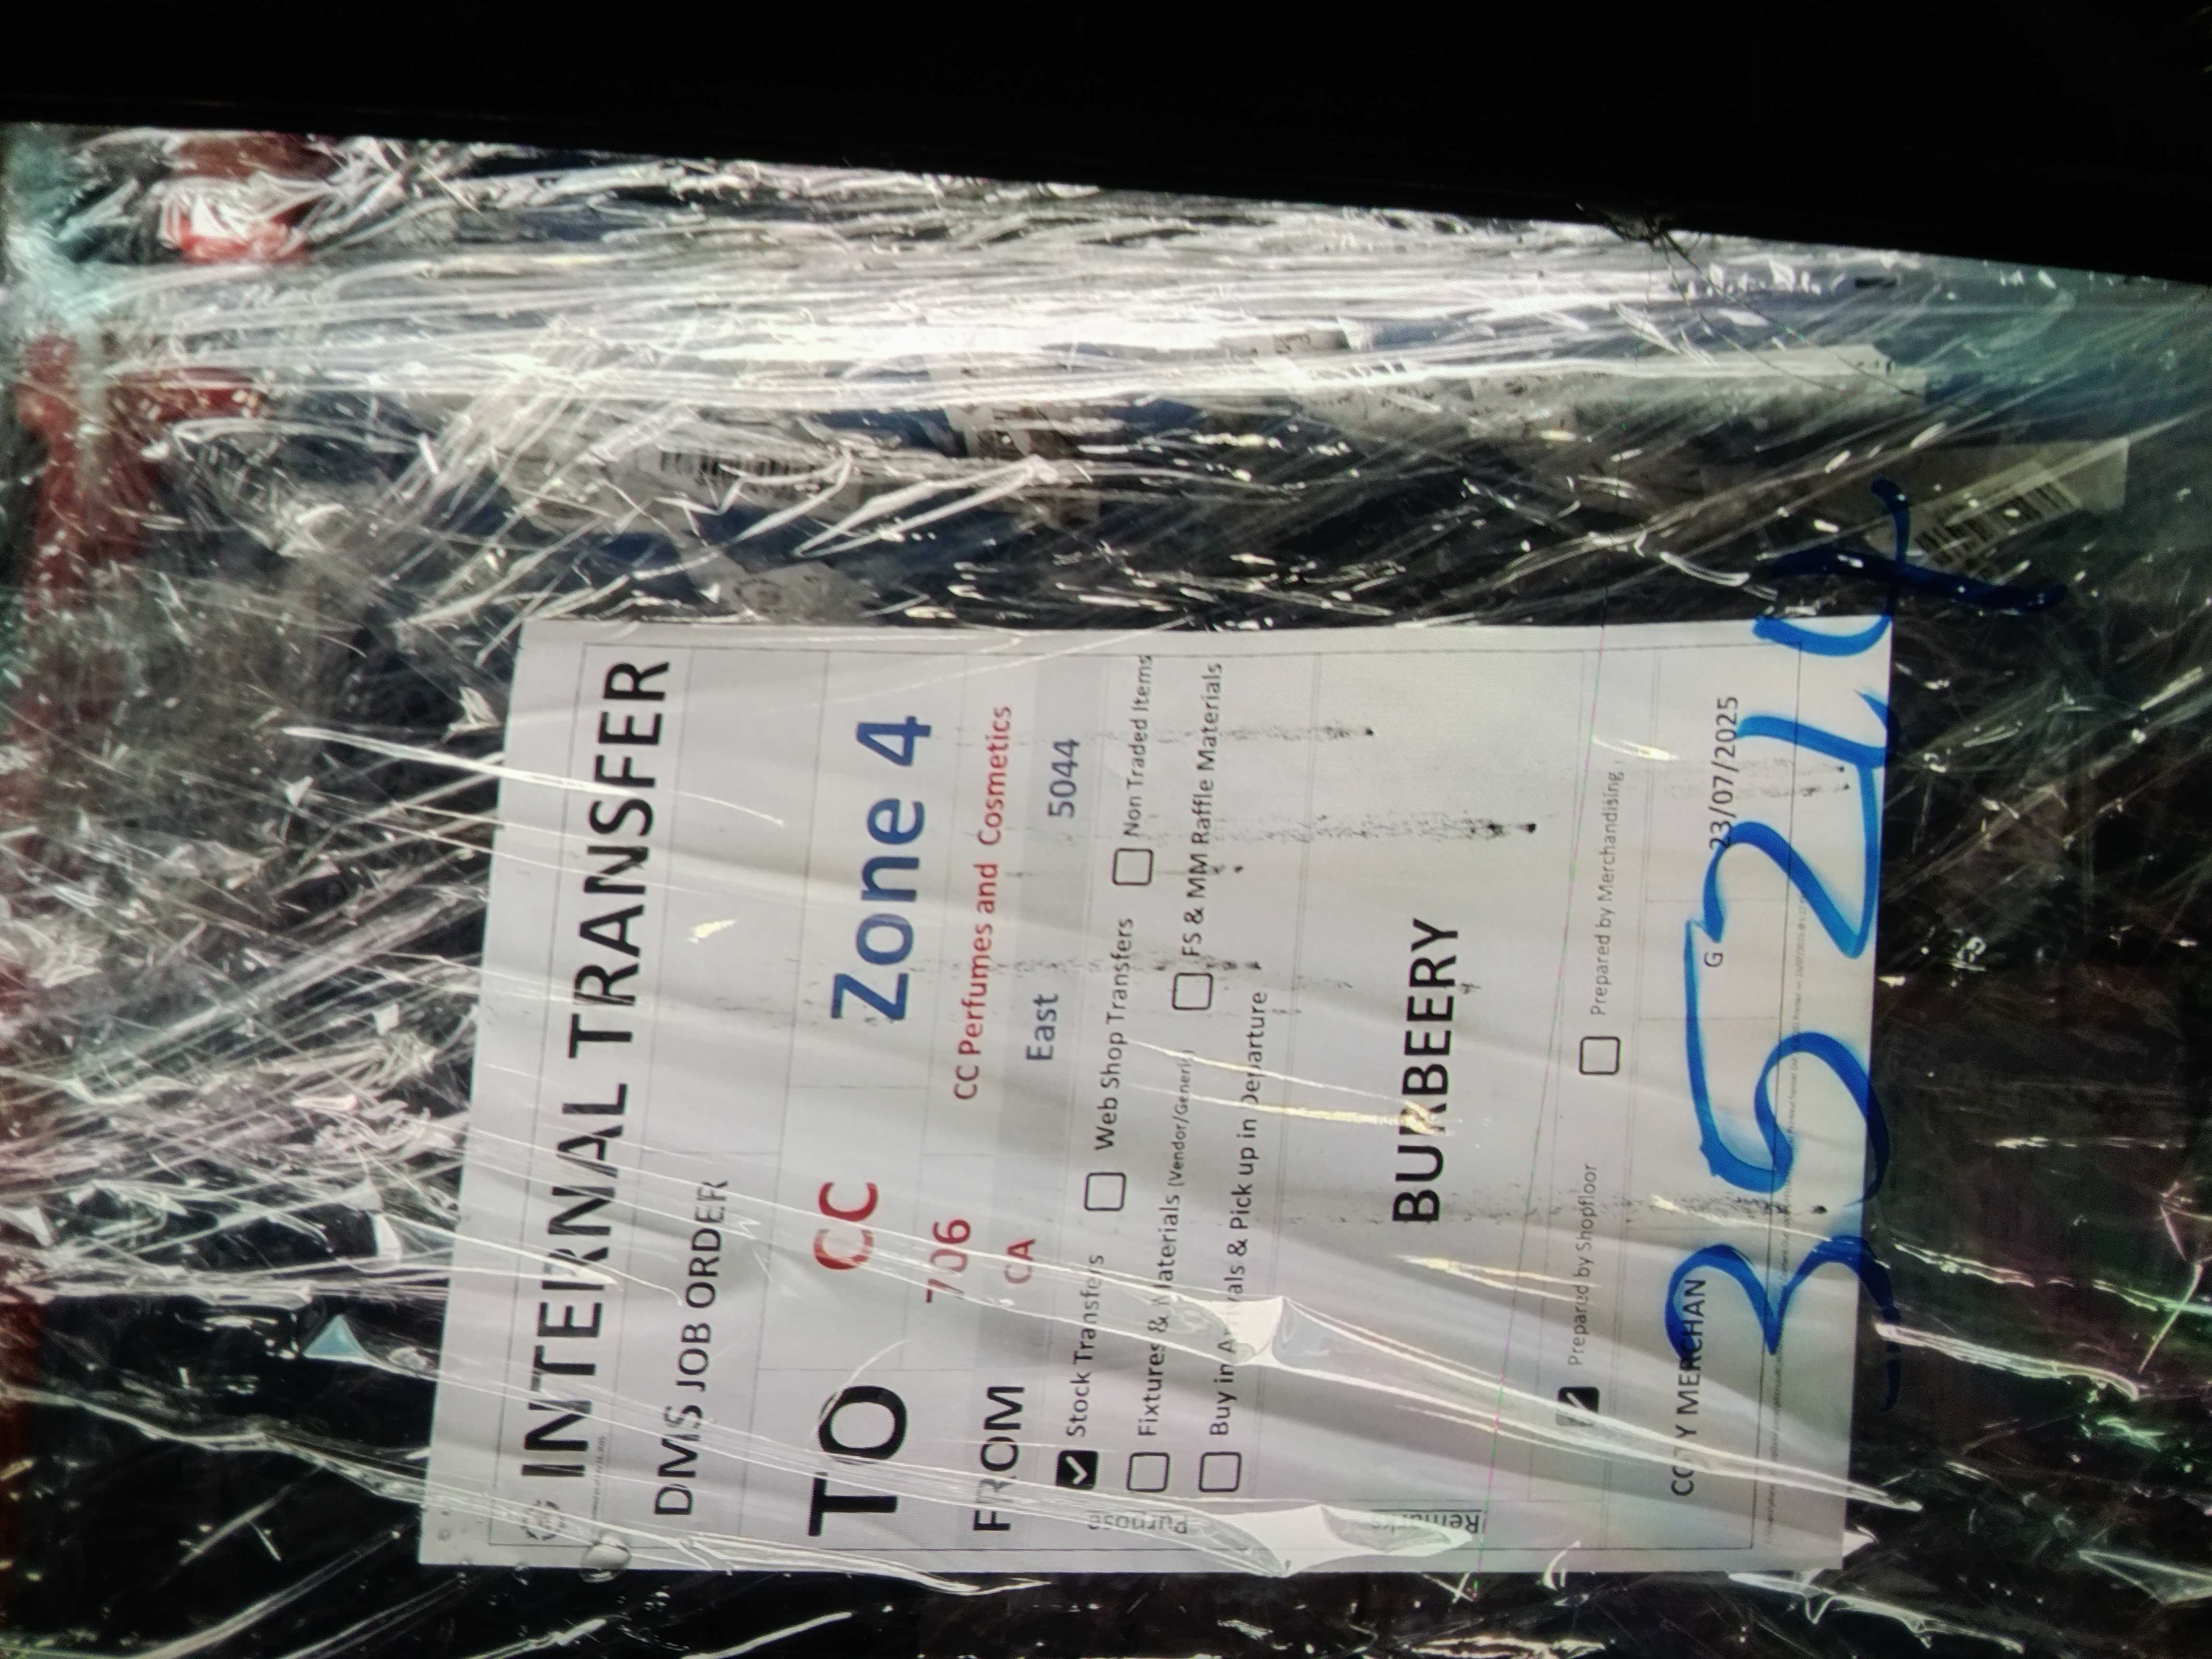 INTERNAL TRANSFER
DMS JOB ORDER
TO CC Zone 4
706 CC Perfumes and Cosmetics
FROM CA East 5044
Purpose
Stock Transfers Web Shop Transfers Non Traded Items
Fixtures & Materials (Vendor/Generic) FS & MM Raffle Materials
Buy in Arrivals & Pick up in Departure
Remarks
BURBEERY
Prepared by Shopfloor Prepared by Merchandising
COTY MERCHAN G 23/07/2025